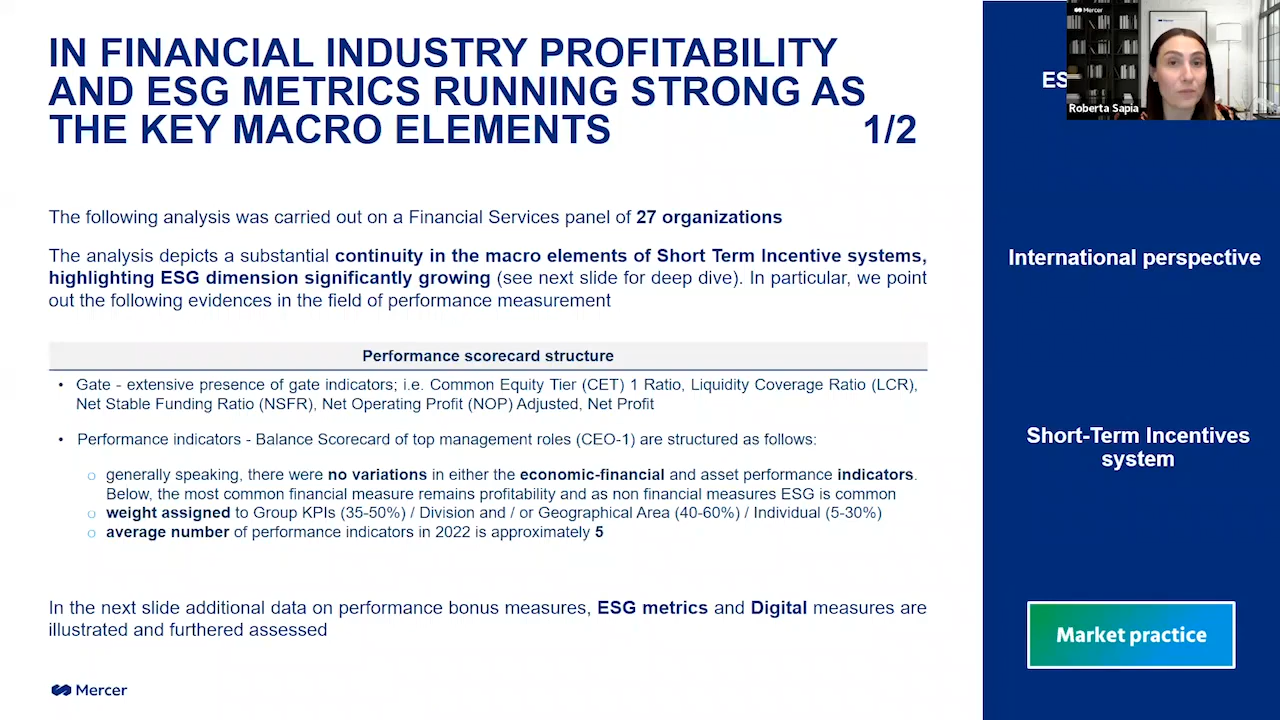 IN FINANCIAL INDUSTRY PROFITABILITY
AND ESG METRICS RUNNING STRONG AS
THE KEY MACRO ELEMENTS 1/2
The following analysis was carried out on a Financial Services panel of 27 organizations
The analysis depicts a substantial continuity in the macro elements of Short Term Incentive systems,
highlighting ESG dimension significantly growing (see next slide for deep dive). In particular, we point
out the following evidences in the field of performance measurement
Performance scorecard structure
• Gate - extensive presence of gate indicators; i.e. Common Equity Tier (CET) 1 Ratio, Liquidity Coverage Ratio (LCR),
Net Stable Funding Ratio (NSFR), Net Operating Profit (NOP) Adjusted, Net Profit
• Performance indicators - Balance Scorecard of top management roles (CEO-1) are structured as follows:
o generally speaking, there were no variations in either the economic-financial and asset performance indicators.
Below, the most common financial measure remains profitability and as non financial measures ESG is common
o weight assigned to Group KPIs (35-50%) / Division and / or Geographical Area (40-60%) / Individual (5-30%)
o average number of performance indicators in 2022 is approximately 5
In the next slide additional data on performance bonus measures, ESG metrics and Digital measures are
illustrated and furthered assessed
Mercer
Mercer
Roberta Sapia
International perspective
Short-Term Incentives
system
Market practice